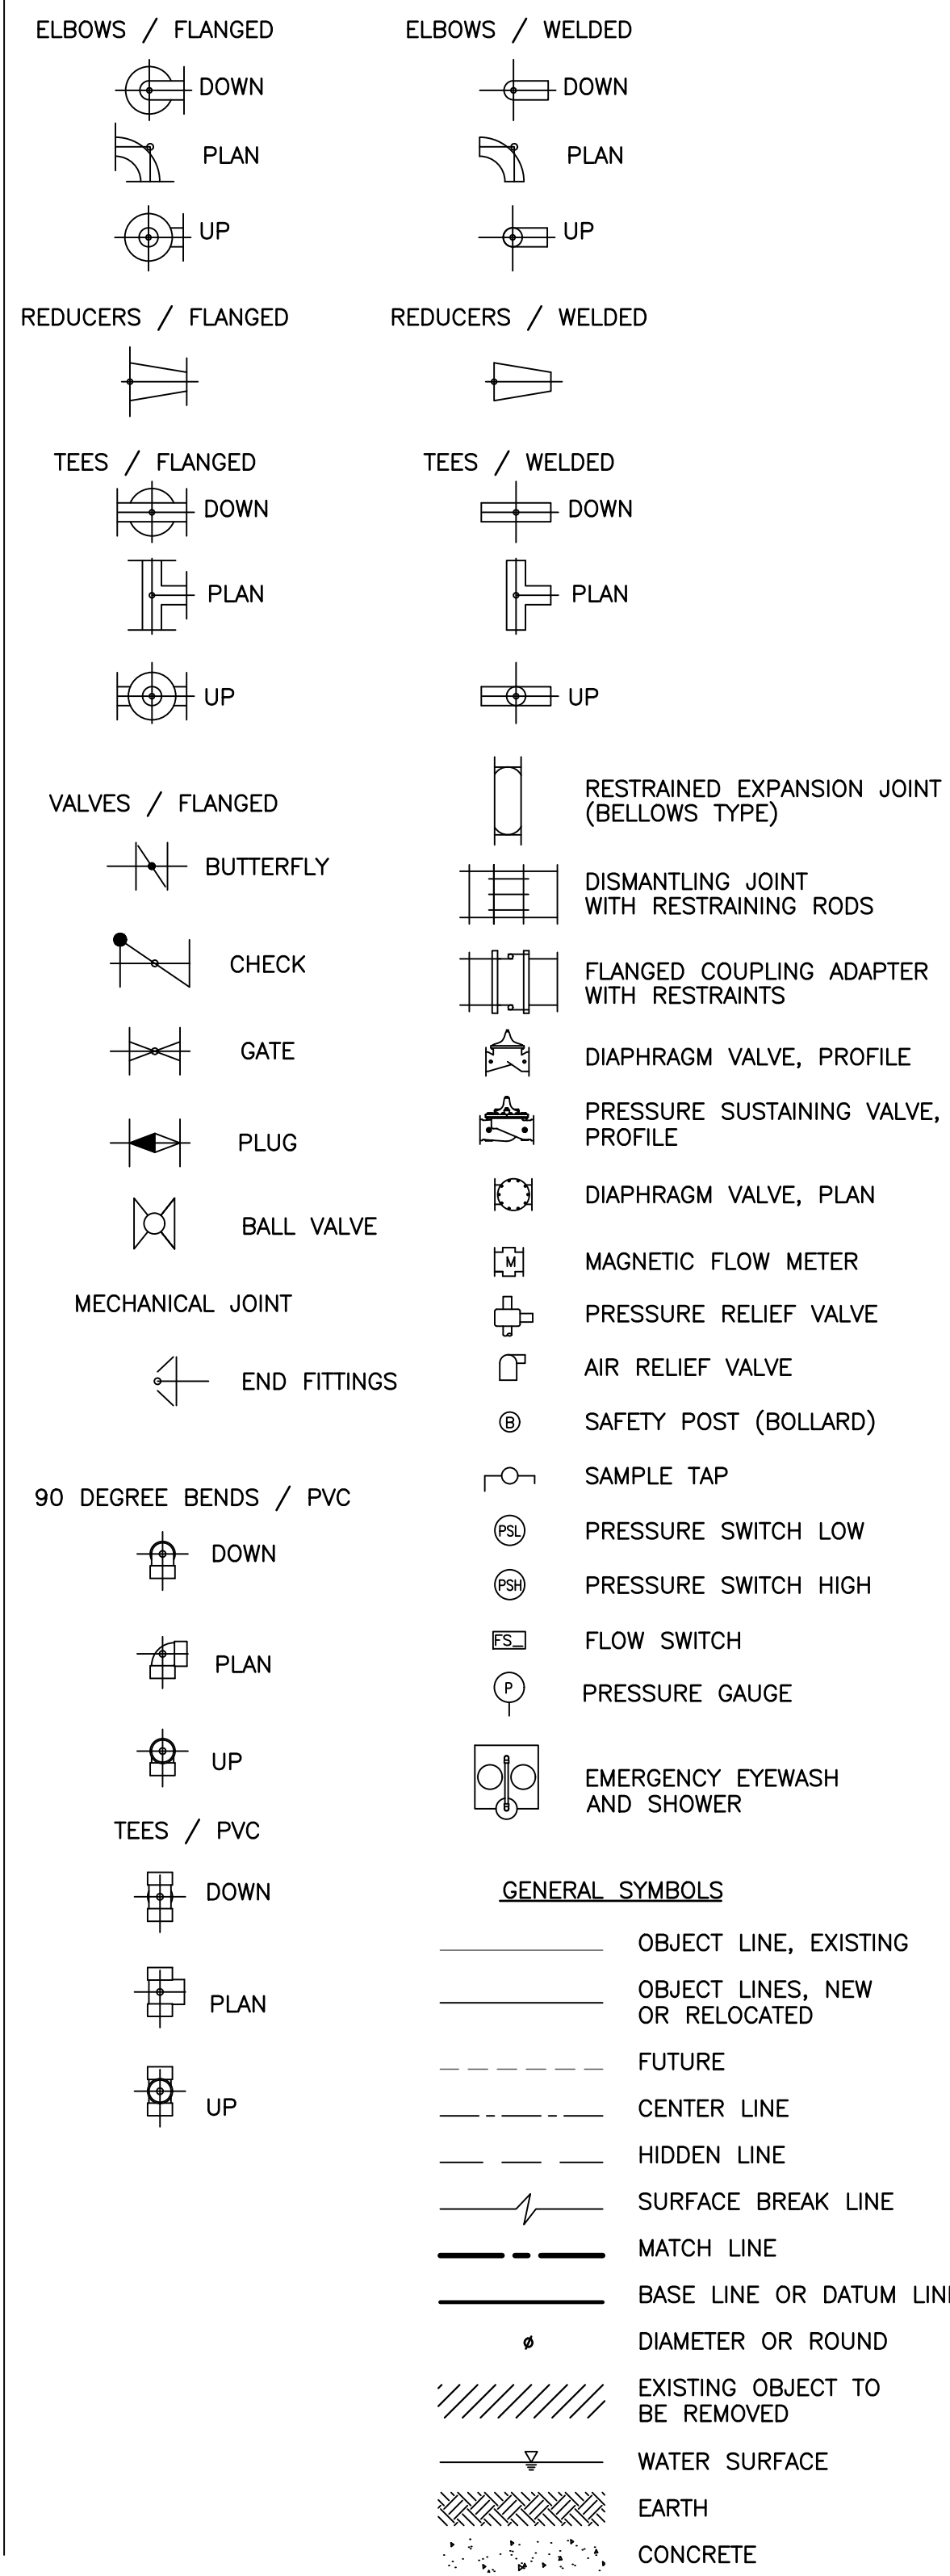 ELBOWS / FLANGED
DOWN
PLAN
UP
REDUCERS / FLANGED
TEES / FLANGED
DOWN
PLAN
UP
VALVES / FLANGED
BUTTERFLY
CHECK
GATE
PLUG
BALL VALVE
MECHANICAL JOINT
END FITTINGS
90 DEGREE BENDS / PVC
DOWN
PLAN
UP
TEES / PVC
DOWN
PLAN
UP
ELBOWS / WELDED
DOWN
PLAN
UP
REDUCERS / WELDED
TEES / WELDED
DOWN
PLAN
UP
RESTRAINED EXPANSION JOINT
(BELLOWS TYPE)
DISMANTLING JOINT
WITH RESTRAINING RODS
FLANGED COUPLING ADAPTER
WITH RESTRAINTS
DIAPHRAGM VALVE, PROFILE
PRESSURE SUSTAINING VALVE,
PROFILE
DIAPHRAGM VALVE, PLAN
M MAGNETIC FLOW METER
PRESSURE RELIEF VALVE
AIR RELIEF VALVE
B SAFETY POST (BOLLARD)
SAMPLE TAP
PSL PRESSURE SWITCH LOW
PSH PRESSURE SWITCH HIGH
FS_ FLOW SWITCH
P PRESSURE GAUGE
EMERGENCY EYEWASH
AND SHOWER
GENERAL SYMBOLS
OBJECT LINE, EXISTING
OBJECT LINES, NEW
OR RELOCATED
FUTURE
CENTER LINE
HIDDEN LINE
SURFACE BREAK LINE
MATCH LINE
BASE LINE OR DATUM
ø DIAMETER OR ROUND
EXISTING OBJECT TO
BE REMOVED
WATER SURFACE
EARTH
CONCRETE